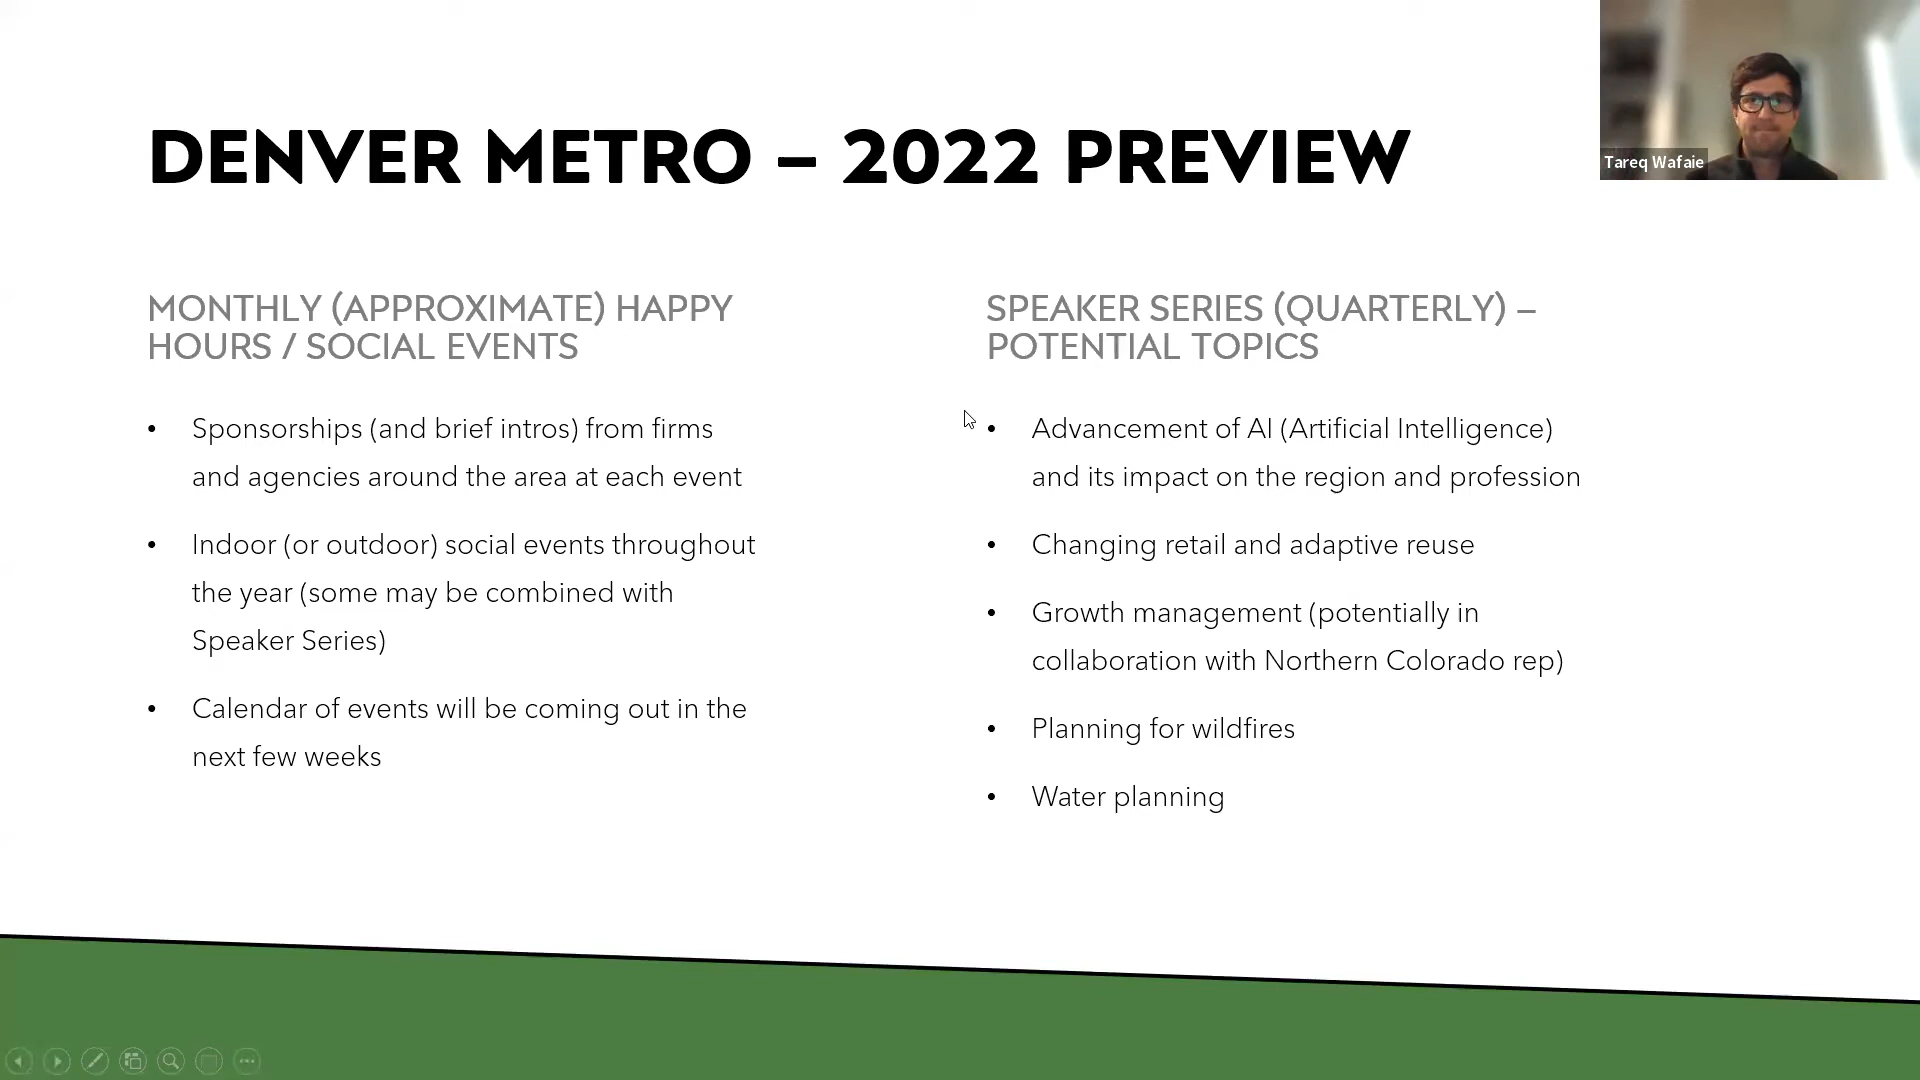 DENVER METRO – 2022 PREVIEW
Tareq Wafaie
MONTHLY (APPROXIMATE) HAPPY
HOURS / SOCIAL EVENTS
• Sponsorships (and brief intros) from firms
and agencies around the area at each event
• Indoor (or outdoor) social events throughout
the year (some may be combined with
Speaker Series)
• Calendar of events will be coming out in the
next few weeks
SPEAKER SERIES (QUARTERLY) –
POTENTIAL TOPICS
• Advancement of AI (Artificial Intelligence)
and its impact on the region and profession
• Changing retail and adaptive reuse
• Growth management (potentially in
collaboration with Northern Colorado rep)
• Planning for wildfires
• Water planning